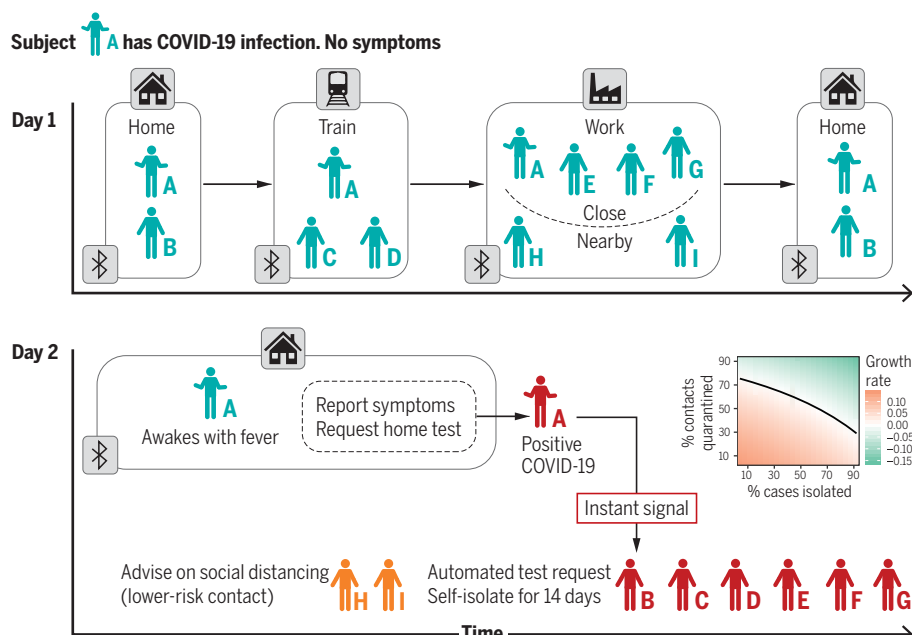 Subject A has COVID-19 infection. No symptoms
Day 1
Home
A
B
Train
A
C D
Work
A E F G
Close
Nearby
H I
Home
A
B
Day 2
A
Awakes with fever
Report symptoms
Request home test
A
Positive
COVID-19
Instant signal
% contacts
quarantined
90
70
50
30
10
10 30 50 70 90
% cases isolated
Growth
rate
0.10
0.05
0.00
–0.05
–0.10
–0.15
Advise on social distancing
(lower-risk contact)
H I
Automated test request
Self-isolate for 14 days
B C D E F G
Time